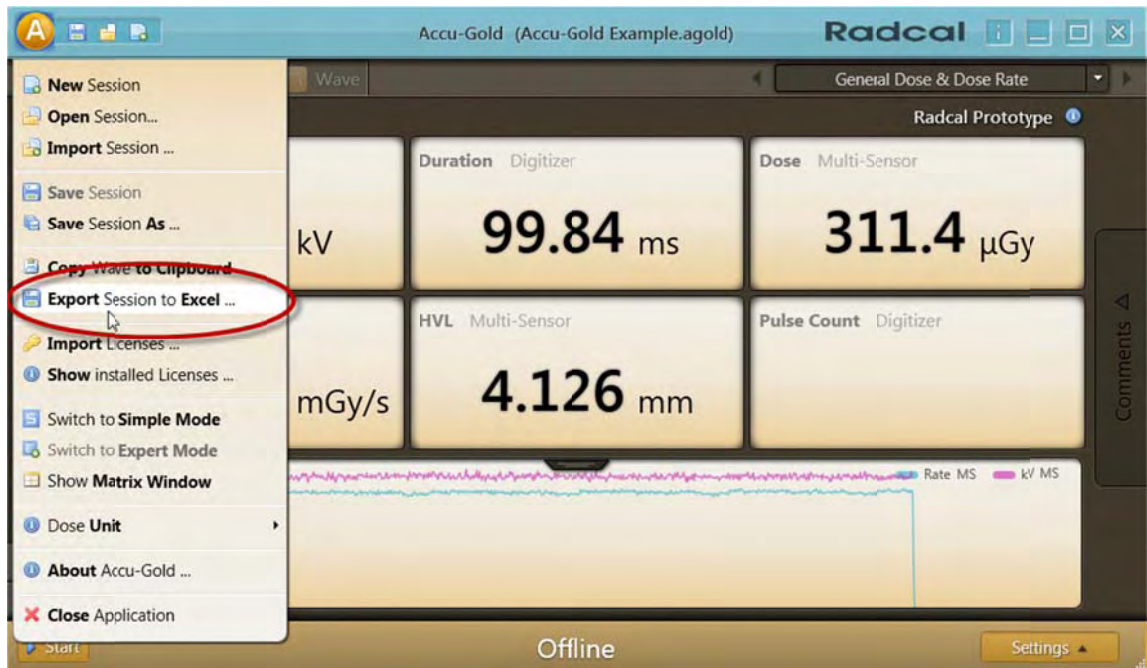 A
Accu-Gold (Accu-Gold Example.agold)
Radcal
New Session
Open Session...
Import Session ...
Save Session
Save Session As ...
Copy Wave to Clipboard
Export Session to Excel ...
Import Licenses ...
Show installed Licenses ...
Switch to Simple Mode
Switch to Expert Mode
Show Matrix Window
Dose Unit
About Accu-Gold ...
Close Application
Wave
General Dose & Dose Rate
Radcal Prototype
kV
Duration Digitizer
99.84 ms
Dose Multi-Sensor
311.4 µGy
mGy/s
HVL Multi-Sensor
4.126 mm
Pulse Count Digitizer
Comments
Rate MS kV MS
Start
Offline
Settings